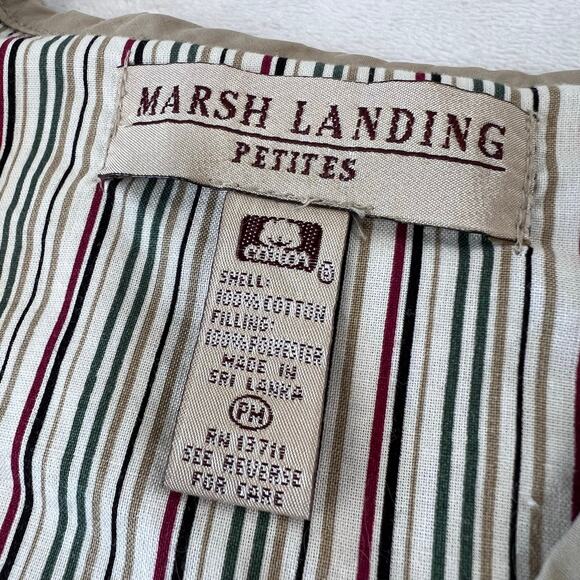 MARSH LANDING
PETITES
cotton ®
SHELL:
100% COTTON
FILLING:
100% POLYESTER
MADE IN
SRI LANKA
PM
RN 13711
SEE REVERSE
FOR CARE